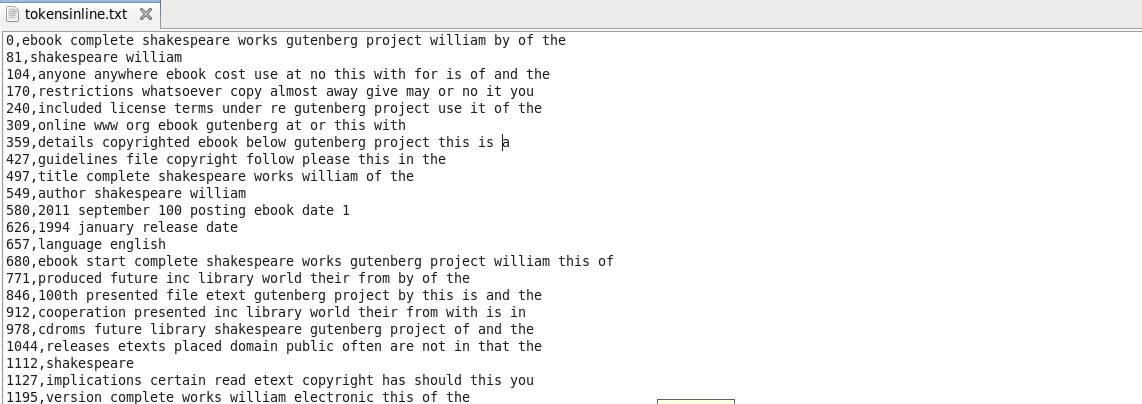 tokensinline.txt
0,ebook complete shakespeare works gutenberg project william by of the
81,shakespeare william
104,anyone anywhere ebook cost use at no this with for is of and the
170,restrictions whatsoever copy almost away give may or no it you
240,included license terms under re gutenberg project use it of the
309,online www org ebook gutenberg at or this with
359,details copyrighted ebook below gutenberg project this is a
427,guidelines file copyright follow please this in the
497,title complete shakespeare works william of the
549,author shakespeare william
580,2011 september 100 posting ebook date 1
626,1994 january release date
657,language english
680,ebook start complete shakespeare works gutenberg project william this of
771,produced future inc library world their from by of the
846,100th presented file etext gutenberg project by this is and the
912,cooperation presented inc library world their from with is in
978,cdroms future library shakespeare gutenberg project of and the
1044,releases etexts placed domain public often are not in that the
1112,shakespeare
1127,implications certain read etext copyright has should this you
1195,version complete works william electronic this of the